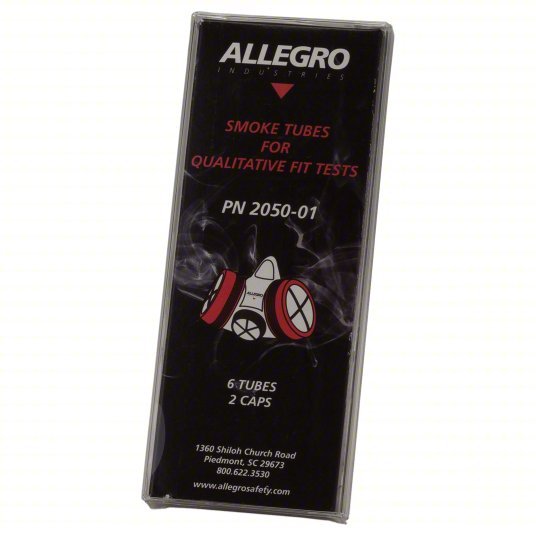 ALLEGRO
INDUSTRIES
SMOKE TUBES
FOR
QUALITATIVE FIT TESTS
PN 2050-01
ALLEGRO
6 TUBES
2 CAPS
1360 Shiloh Church Road
Piedmont, SC 29673
800.622.3530
www.allegrosafety.com